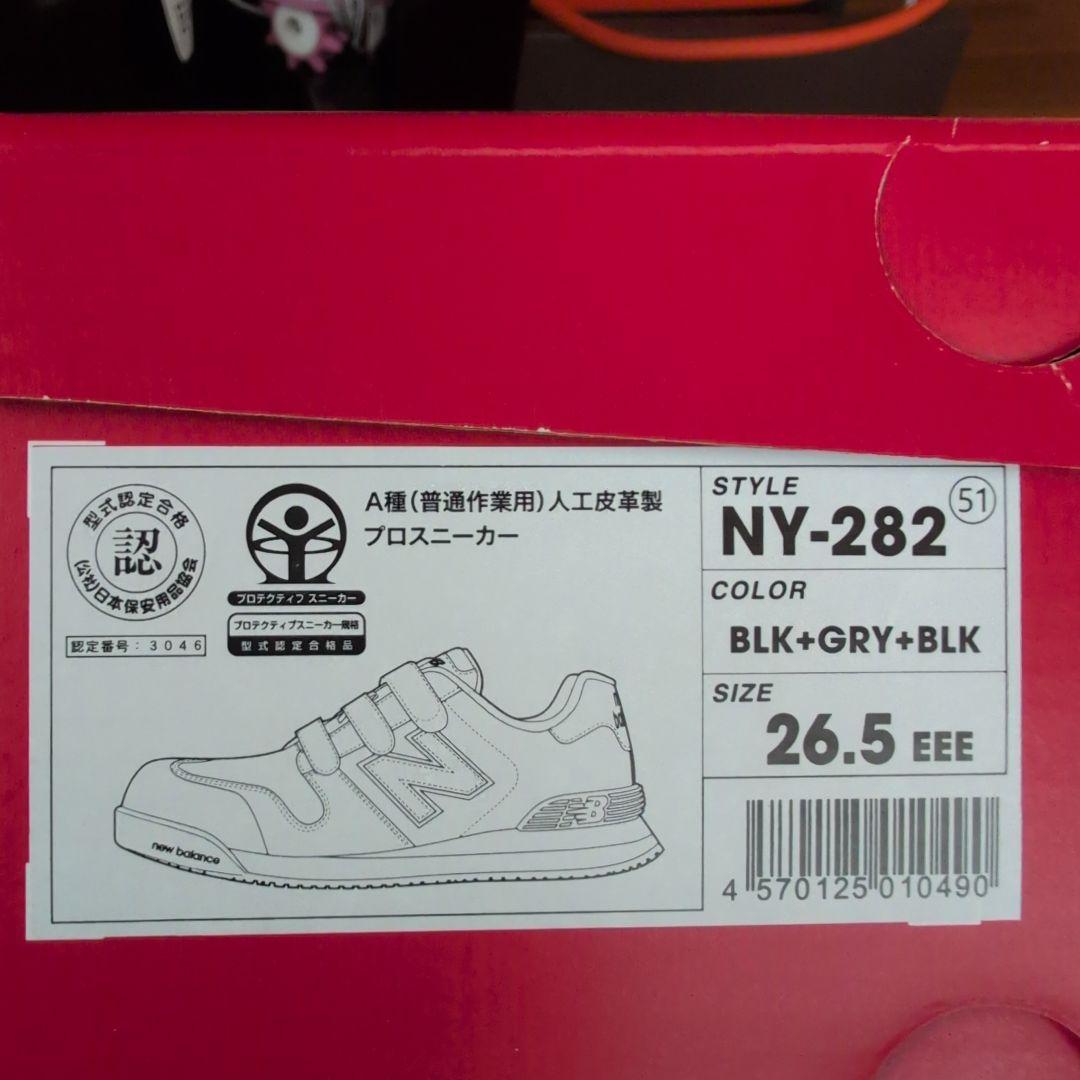 型式認定合格
認
(公社)日本保安用品協会
認定番号：3046
プロテクティブ スニーカー
プロテクティブスニーカー規格
型式認定合格品
A種(普通作業用)人工皮革製
プロスニーカー
new balance
N
NB
STYLE
51
NY-282
COLOR
BLK+GRY+BLK
SIZE
26.5 EEE
4 570125 010490